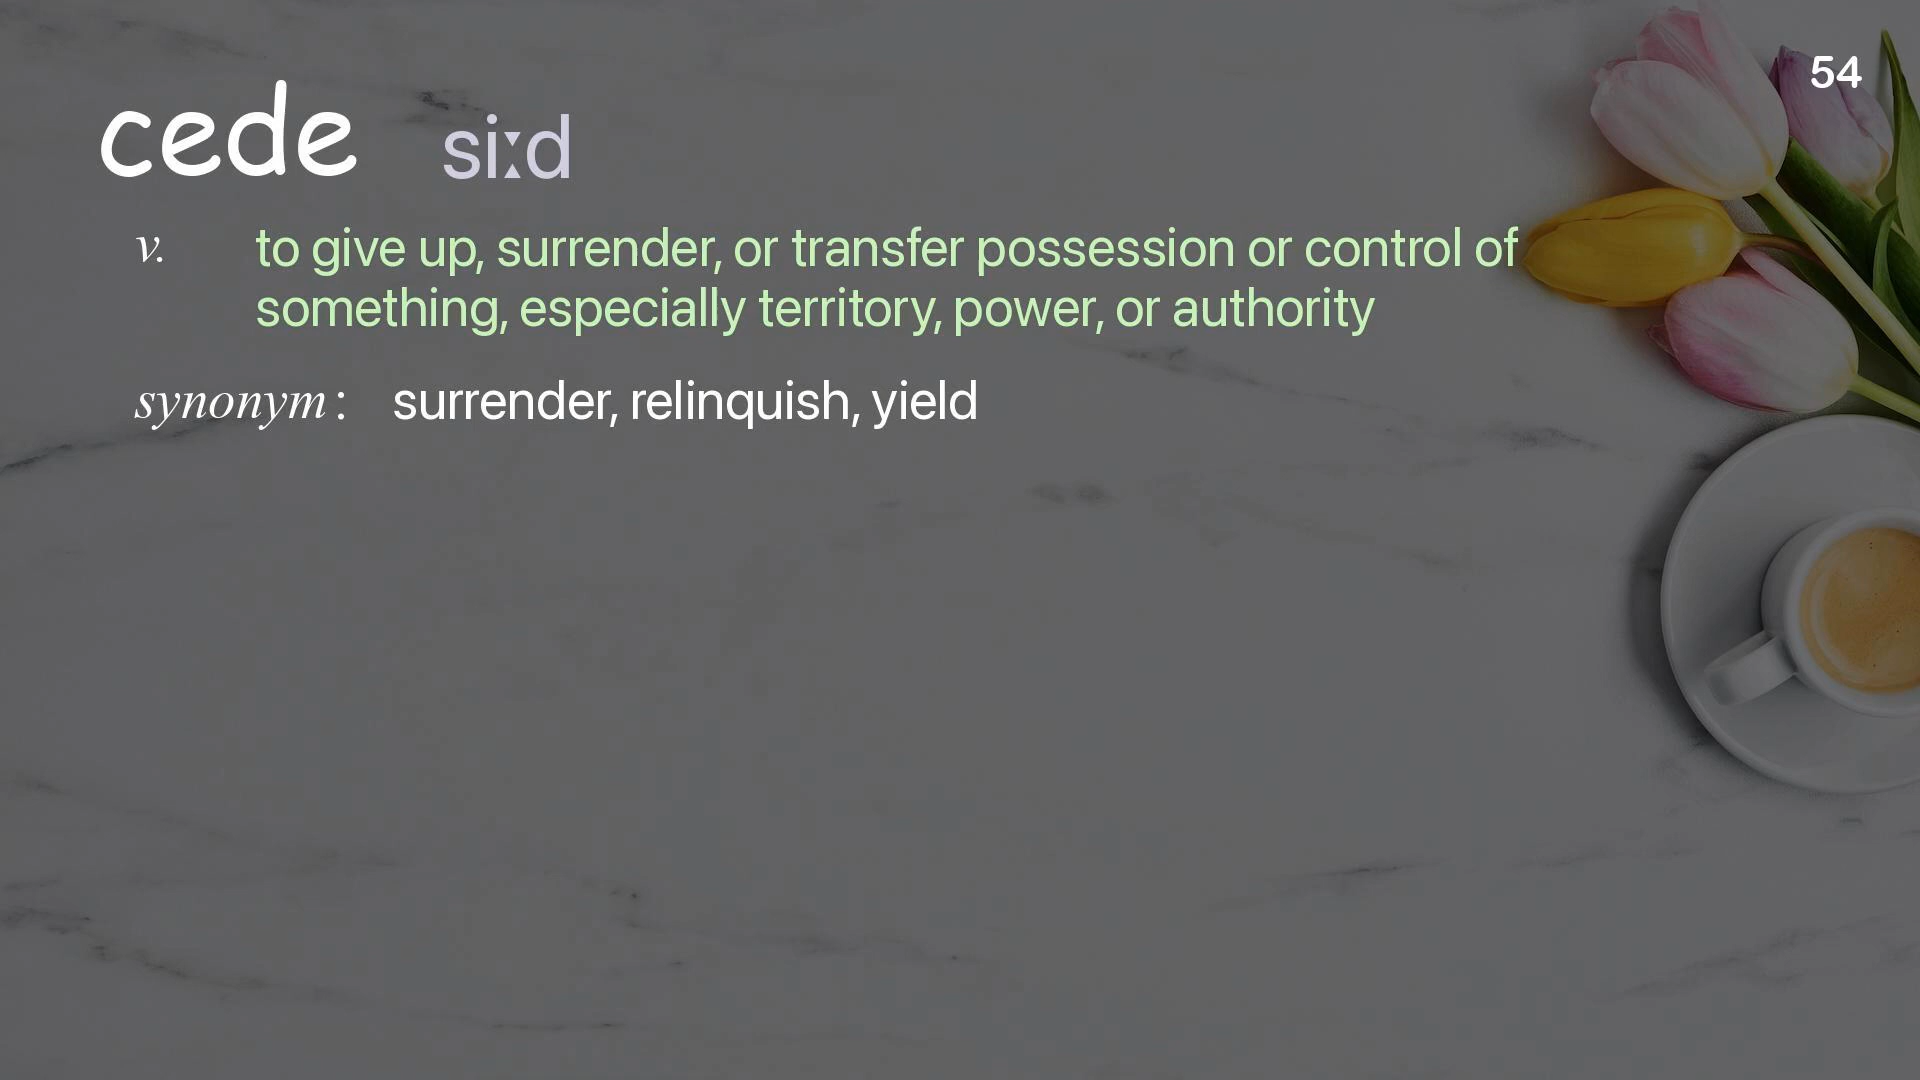 54
cede siːd
v. to give up, surrender, or transfer possession or control of
something, especially territory, power, or authority
synonym : surrender, relinquish, yield